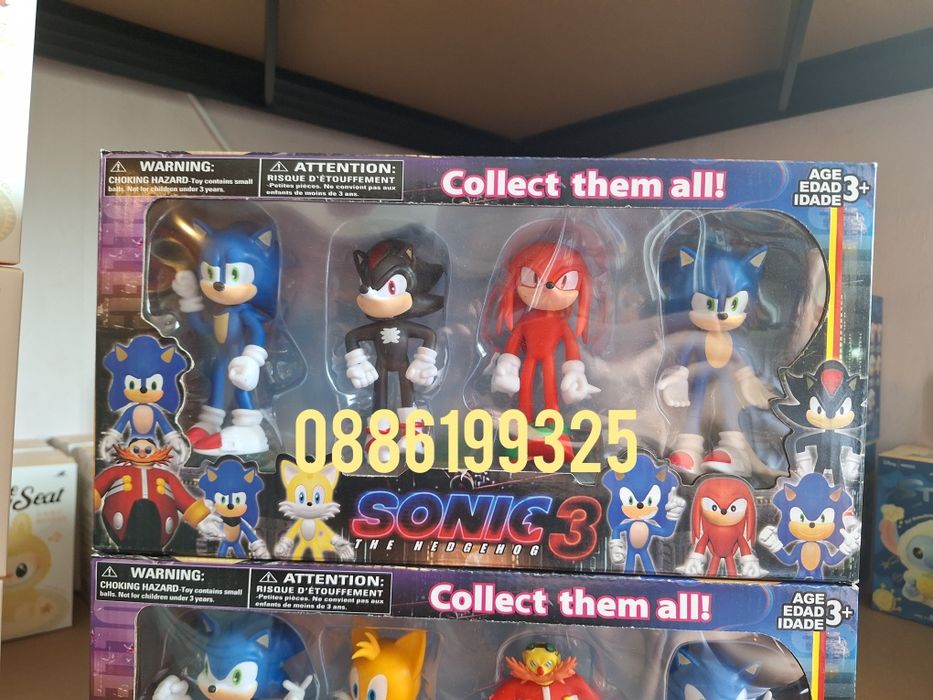 WARNING:
CHOKING HAZARD-Toy contains small
balls. Not for children under 3 years.
ATTENTION:
RISQUE D'ÉTOUFFEMENT:
-Petites pièces. Ne convient pas aux
enfants de moins de 3 ans.
Collect them all!
AGE
EDAD 3+
IDADE
0886199325
SONIC 3
THE HEDGEHOG
Seat
WARNING:
CHOKING HAZARD-Toy contains small
balls. Not for children under 3 years.
ATTENTION:
RISQUE D'ÉTOUFFEMENT:
-Petites pièces. Ne convient pas aux
enfants de moins de 3 ans.
Collect them all!
AGE
EDAD 3+
IDADE